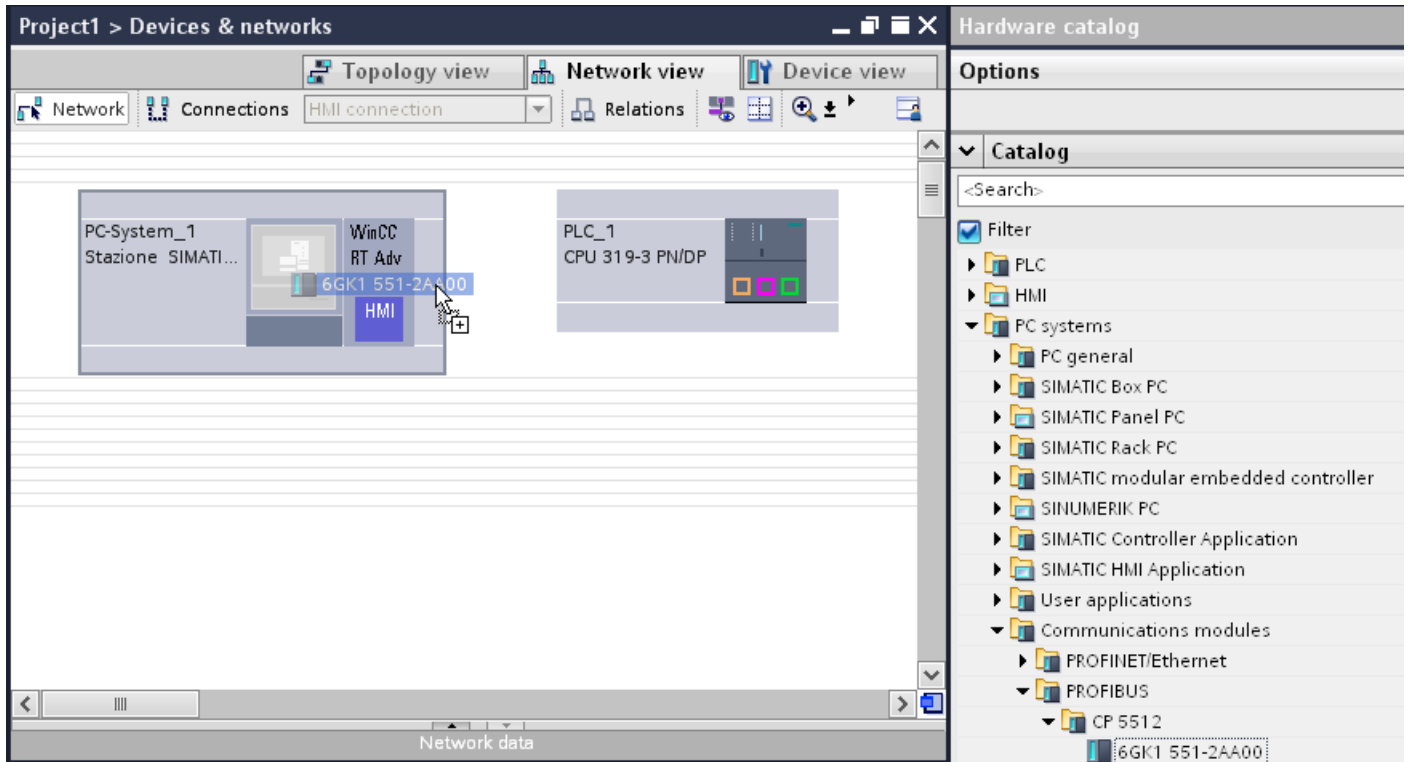 Project1 > Devices & networks
Topology view
Network view
Device view
Network
Connections
HMI connection
Relations
PC-System_1
Stazione SIMATI...
WinCC
RT Adv
6GK1 551-2AA00
HMI
PLC_1
CPU 319-3 PN/DP
Network data
Hardware catalog
Options
Catalog
<Search>
Filter
PLC
HMI
PC systems
PC general
SIMATIC Box PC
SIMATIC Panel PC
SIMATIC Rack PC
SIMATIC modular embedded controller
SINUMERIK PC
SIMATIC Controller Application
SIMATIC HMI Application
User applications
Communications modules
PROFINET/Ethernet
PROFIBUS
CP 5512
6GK1 551-2AA00